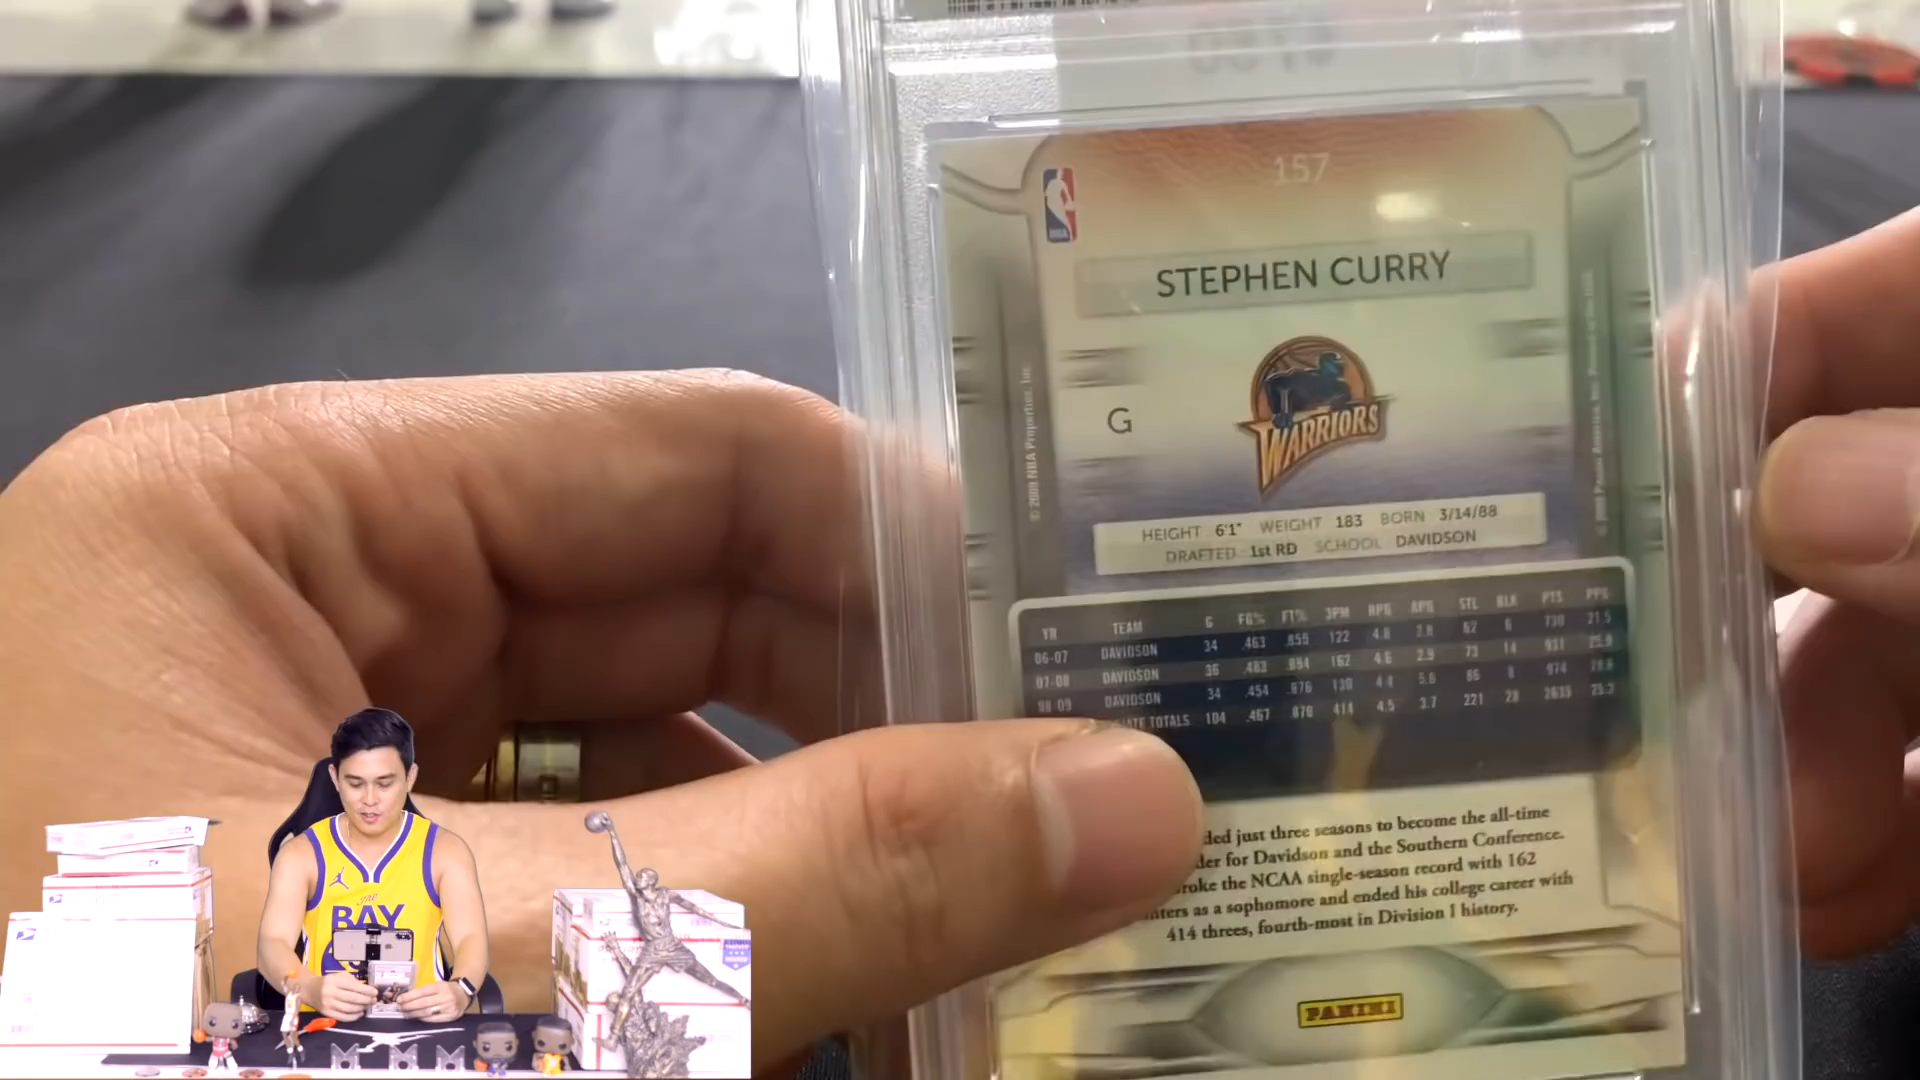 157
STEPHEN CURRY
G
WARRIORS
HEIGHT 6'1" WEIGHT 183 BORN 3/14/88
DRAFTED 1st RD SCHOOL DAVIDSON
YR TEAM G FG% FT% 3PM RPG APG STL BLK PTS PPG
06-07 DAVIDSON 34 .463 .855 122 4.6 2.8 62 6 730 21.5
07-08 DAVIDSON 36 .483 .894 162 4.6 2.9 73 14 931 25.9
08-09 DAVIDSON 34 .454 .876 130 4.4 5.6 86 8 974 28.6
TOTALS 104 .467 .876 414 4.5 3.7 221 28 2635 25.3
just three seasons to become the all-time
for Davidson and the Southern Conference.
the NCAA single-season record with 162
as a sophomore and ended his college career with
414 threes, fourth-most in Division I history.
PANINI
© 2009 NBA Properties, Inc.
NBA
The
BAY